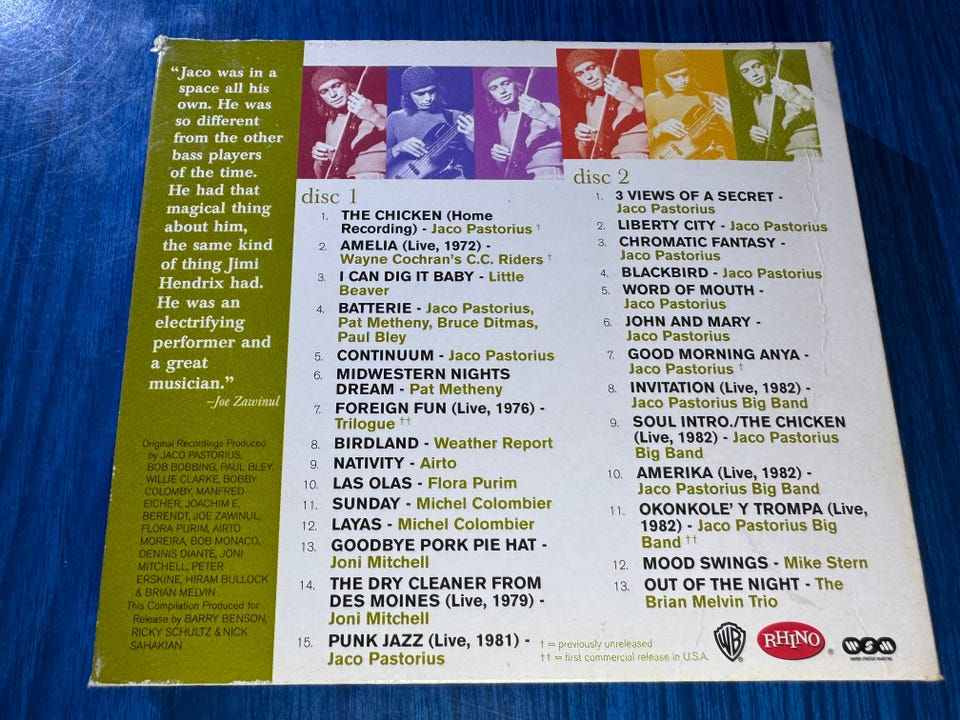 “Jaco was in a
space all his
own. He was
so different
from the other
bass players
of the time.
He had that
magical thing
about him,
the same kind
of thing Jimi
Hendrix had.
He was an
electrifying
performer and
a great
musician.”
–Joe Zawinul
Original Recordings Produced
by JACO PASTORIUS,
BOB BOBBING, PAUL BLEY,
WILLIE CLARKE, BOBBY
COLOMBY, MANFRED
EICHER, JOACHIM E.
BERENDT, JOE ZAWINUL,
FLORA PURIM, AIRTO
MOREIRA, BOB MONACO,
DENNIS DIANTE, JONI
MITCHELL, PETER
ERSKINE, HIRAM BULLOCK
& BRIAN MELVIN
This Compilation Produced for
Release by BARRY BENSON,
RICKY SCHULTZ & NICK
SAHAKIAN
disc 1
1. THE CHICKEN (Home
Recording) - Jaco Pastorius †
2. AMELIA (Live, 1972) -
Wayne Cochran's C.C. Riders †
3. I CAN DIG IT BABY - Little
Beaver
4. BATTERIE - Jaco Pastorius,
Pat Metheny, Bruce Ditmas,
Paul Bley
5. CONTINUUM - Jaco Pastorius
6. MIDWESTERN NIGHTS
DREAM - Pat Metheny
7. FOREIGN FUN (Live, 1976) -
Trilogue ††
8. BIRDLAND - Weather Report
9. NATIVITY - Airto
10. LAS OLAS - Flora Purim
11. SUNDAY - Michel Colombier
12. LAYAS - Michel Colombier
13. GOODBYE PORK PIE HAT -
Joni Mitchell
14. THE DRY CLEANER FROM
DES MOINES (Live, 1979) -
Joni Mitchell
15. PUNK JAZZ (Live, 1981) -
Jaco Pastorius
disc 2
1. 3 VIEWS OF A SECRET -
Jaco Pastorius
2. LIBERTY CITY - Jaco Pastorius
3. CHROMATIC FANTASY -
Jaco Pastorius
4. BLACKBIRD - Jaco Pastorius
5. WORD OF MOUTH -
Jaco Pastorius
6. JOHN AND MARY -
Jaco Pastorius
7. GOOD MORNING ANYA -
Jaco Pastorius †
8. INVITATION (Live, 1982) -
Jaco Pastorius Big Band
9. SOUL INTRO./THE CHICKEN
(Live, 1982) - Jaco Pastorius
Big Band
10. AMERIKA (Live, 1982) -
Jaco Pastorius Big Band
11. OKONKOLE' Y TROMPA (Live,
1982) - Jaco Pastorius Big
Band ††
12. MOOD SWINGS - Mike Stern
13. OUT OF THE NIGHT - The
Brian Melvin Trio
† = previously unreleased
†† = first commercial release in U.S.A.
WB
RHINO
®